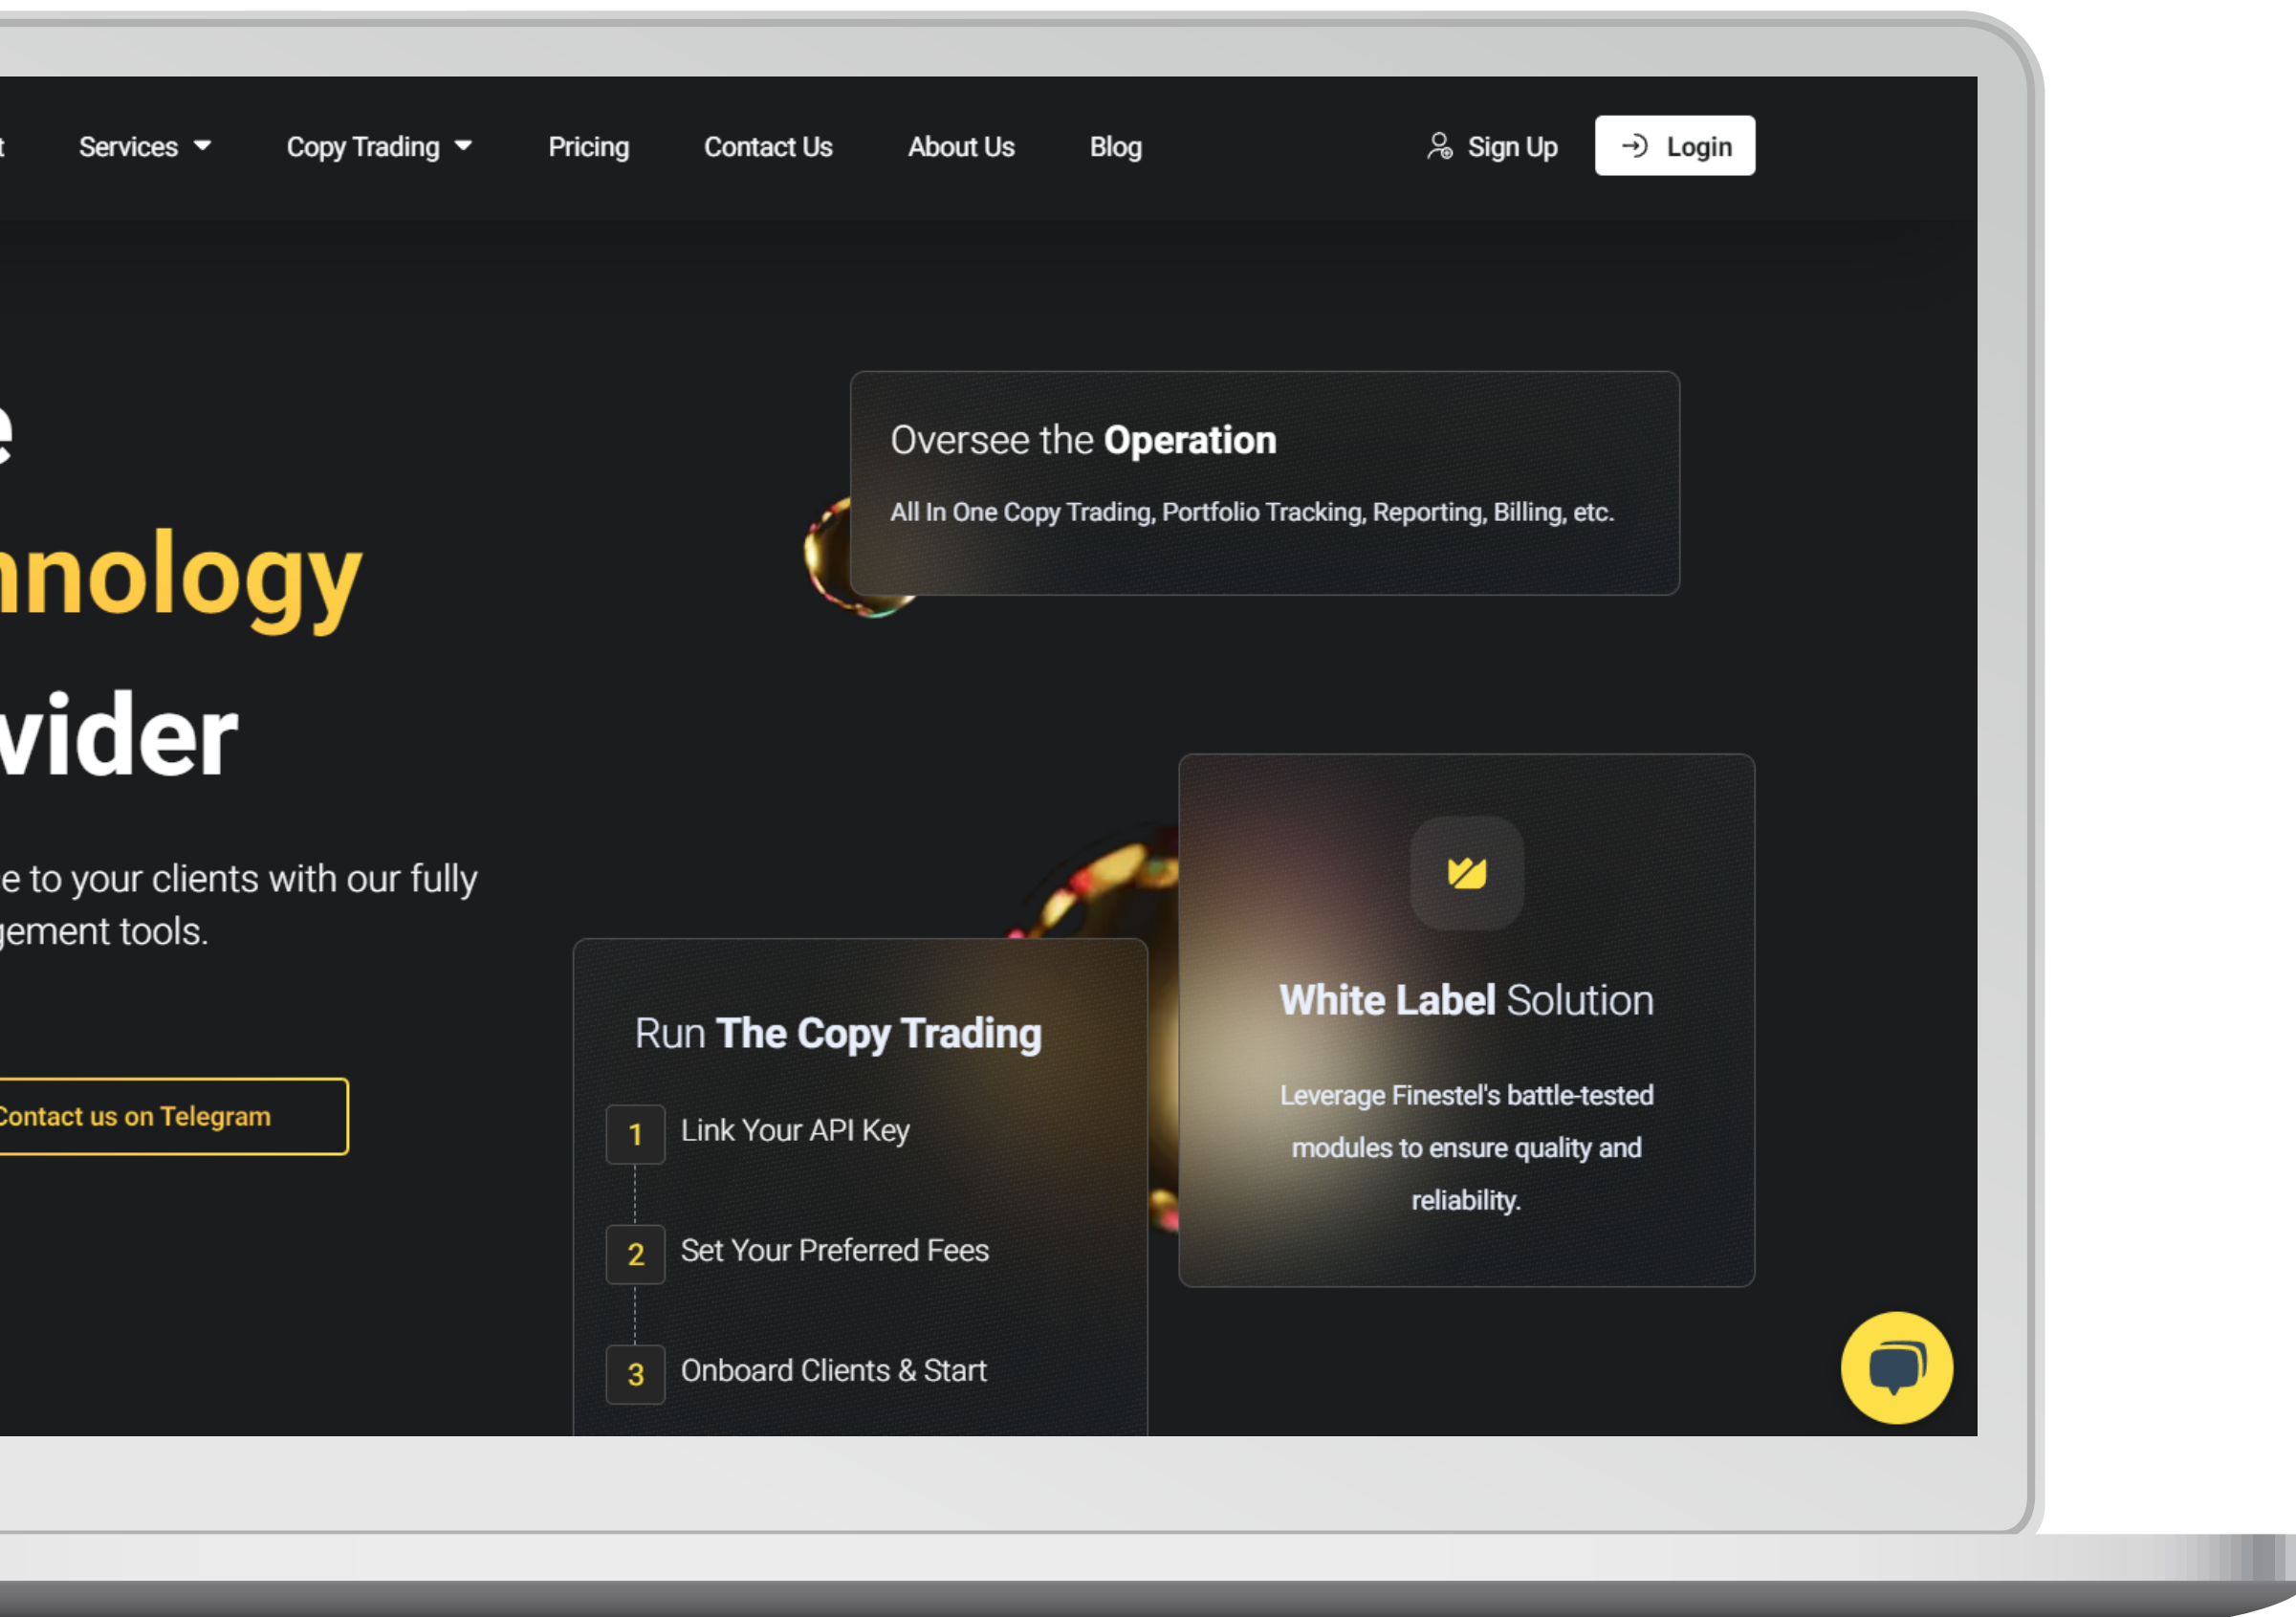 Services
Copy Trading
Pricing
Contact Us
About Us
Blog
Sign Up
Login
e
hnology
vider
e to your clients with our fully
gement tools.
Contact us on Telegram
Oversee the Operation
All In One Copy Trading, Portfolio Tracking, Reporting, Billing, etc.
Run The Copy Trading
1 Link Your API Key
2 Set Your Preferred Fees
3 Onboard Clients & Start
White Label Solution
Leverage Finestel's battle-tested
modules to ensure quality and
reliability.